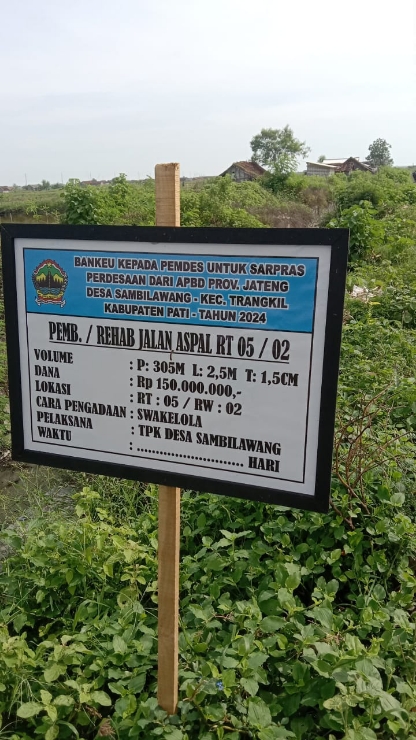 BANKEU KEPADA PEMDES UNTUK SARPRAS
PERDESAAN DARI APBD PROV. JATENG
DESA SAMBILAWANG - KEC. TRANGKIL
KABUPATEN PATI - TAHUN 2024
PEMB. / REHAB JALAN ASPAL RT 05 / 02
VOLUME : P: 305M L: 2,5M T: 1,5CM
DANA : Rp 150.000.000,-
LOKASI : RT : 05 / RW : 02
CARA PENGADAAN : SWAKELOLA
PELAKSANA : TPK DESA SAMBILAWANG
WAKTU : ........................... HARI